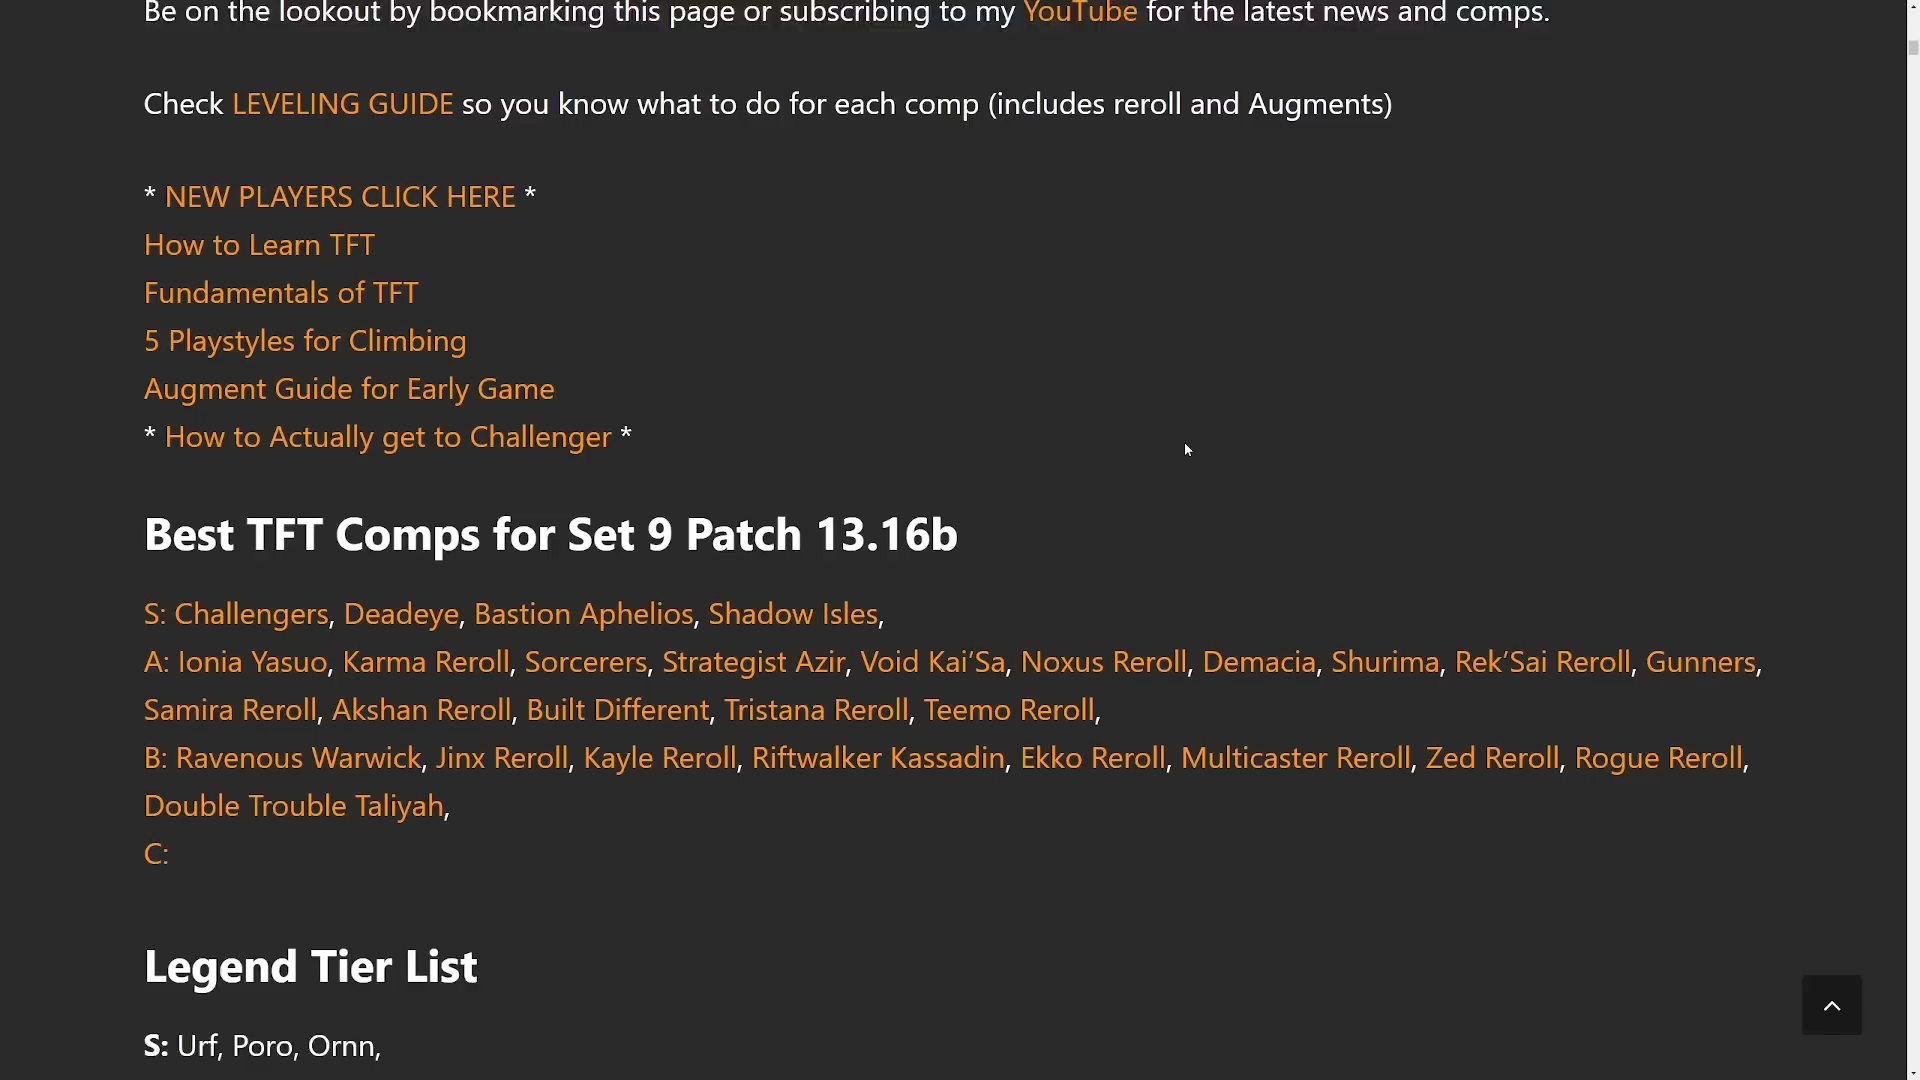 Be on the lookout by bookmarking this page or subscribing to my YouTube for the latest news and comps.
Check LEVELING GUIDE so you know what to do for each comp (includes reroll and Augments)
* NEW PLAYERS CLICK HERE *
How to Learn TFT
Fundamentals of TFT
5 Playstyles for Climbing
Augment Guide for Early Game
* How to Actually get to Challenger *
Best TFT Comps for Set 9 Patch 13.16b
S: Challengers, Deadeye, Bastion Aphelios, Shadow Isles,
A: Ionia Yasuo, Karma Reroll, Sorcerers, Strategist Azir, Void Kai’Sa, Noxus Reroll, Demacia, Shurima, Rek’Sai Reroll, Gunners,
Samira Reroll, Akshan Reroll, Built Different, Tristana Reroll, Teemo Reroll,
B: Ravenous Warwick, Jinx Reroll, Kayle Reroll, Riftwalker Kassadin, Ekko Reroll, Multicaster Reroll, Zed Reroll, Rogue Reroll,
Double Trouble Taliyah,
C:
Legend Tier List
S: Urf, Poro, Ornn,